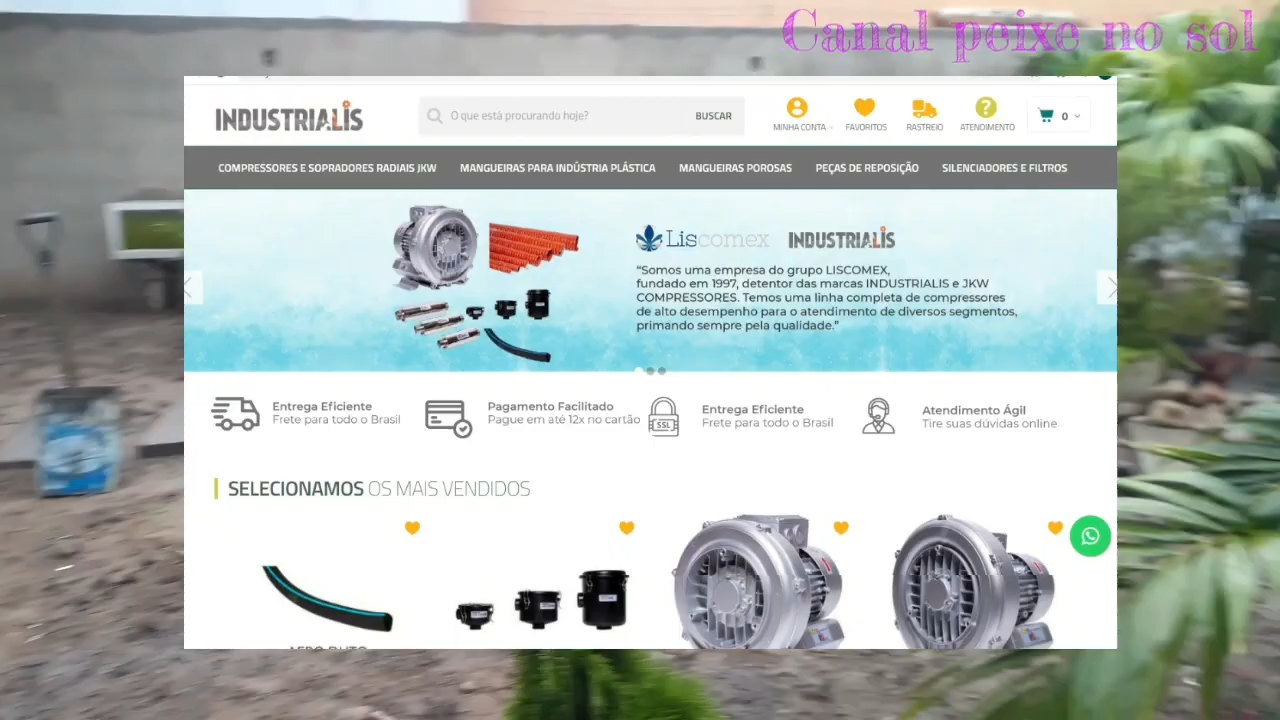 Canal peixe no sol
INDUSTRIALIS
O que está procurando hoje?
BUSCAR
MINHA CONTA
FAVORITOS
RASTREIO
ATENDIMENTO
0
COMPRESSORES E SOPRADORES RADIAIS JKW
MANGUEIRAS PARA INDÚSTRIA PLÁSTICA
MANGUEIRAS POROSAS
PEÇAS DE REPOSIÇÃO
SILENCIADORES E FILTROS
Liscomex
INDUSTRIALIS
“Somos uma empresa do grupo LISCOMEX,
fundado em 1997, detentor das marcas INDUSTRIALIS e JKW
COMPRESSORES. Temos uma linha completa de compressores
de alto desempenho para o atendimento de diversos segmentos,
primando sempre pela qualidade.”
Entrega Eficiente
Frete para todo o Brasil
Pagamento Facilitado
Pague em até 12x no cartão
SSL
Entrega Eficiente
Frete para todo o Brasil
Atendimento Ágil
Tire suas dúvidas online
SELECIONAMOS OS MAIS VENDIDOS